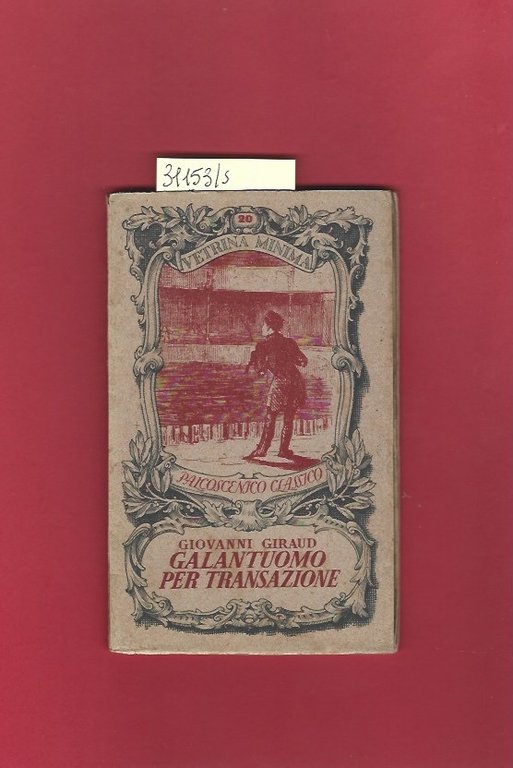 31153/s
20
VETRINA MINIMA
PALCOSCENICO CLASSICO
GIOVANNI GIRAUD
GALANTUOMO
PER TRANSAZIONE